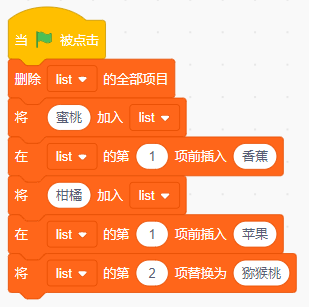 当 被点击
删除 list 的全部项目
将 蜜桃 加入 list
在 list 的第 1 项前插入 香蕉
将 柑橘 加入 list
在 list 的第 1 项前插入 苹果
将 list 的第 2 项替换为 猕猴桃